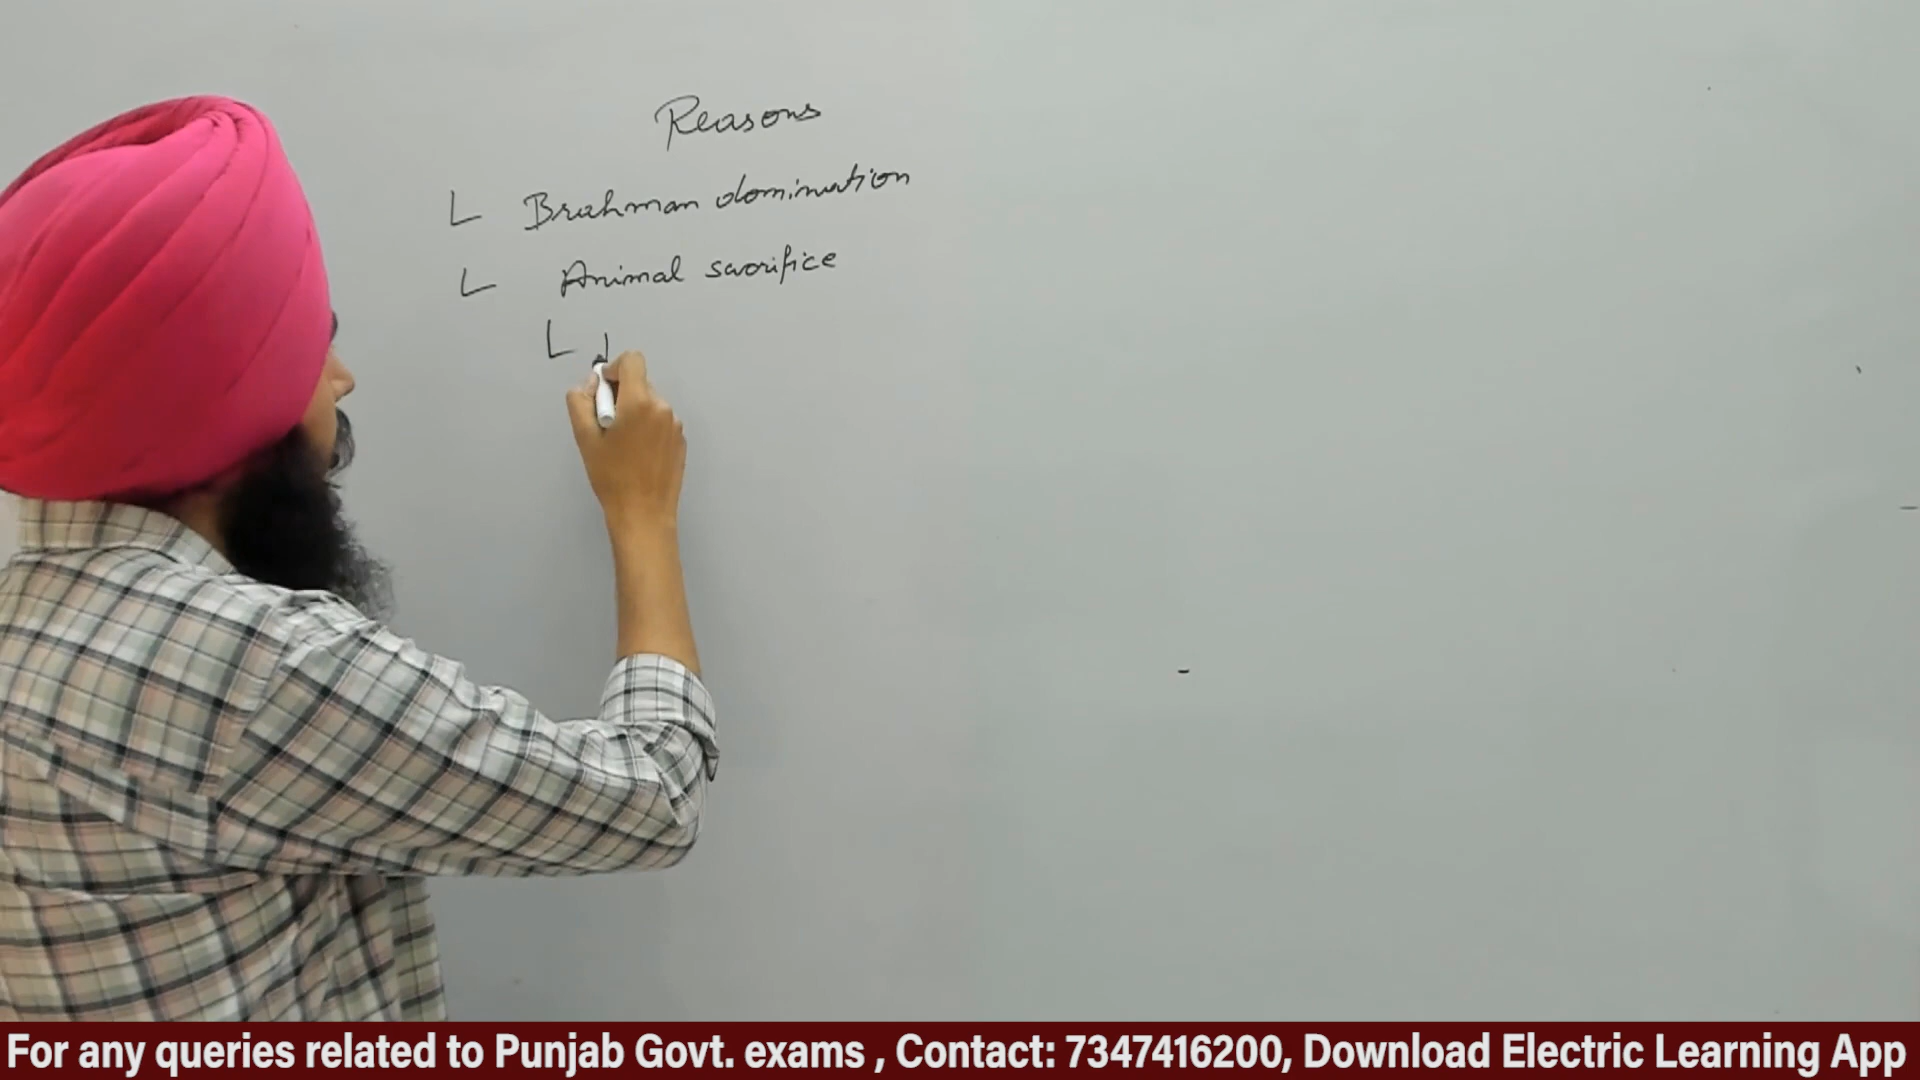 Reasons
Brahman domination
Animal sacrifice
For any queries related to Punjab Govt. exams , Contact: 7347416200, Download Electric Learning App